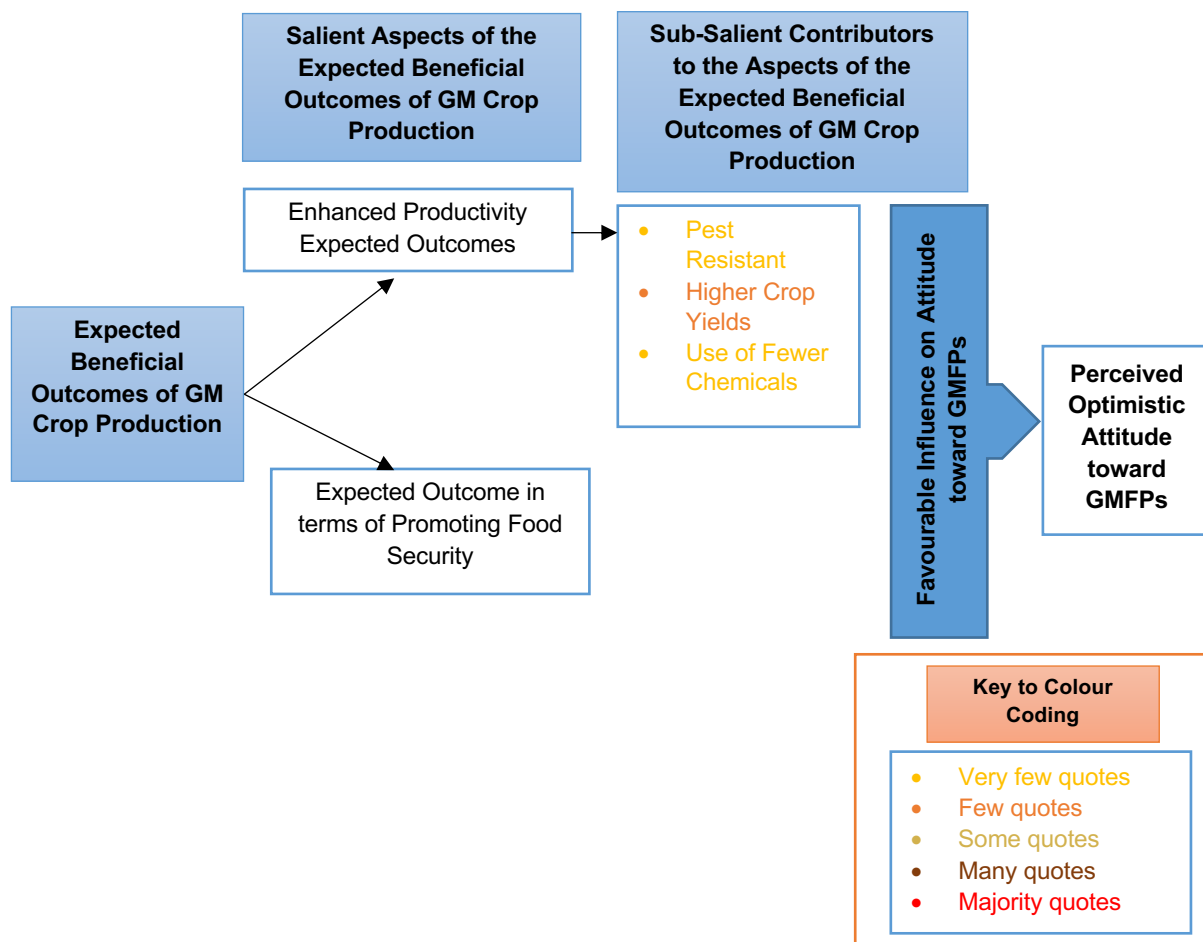 Salient Aspects of the
Expected Beneficial
Outcomes of GM Crop
Production
Sub-Salient Contributors
to the Aspects of the
Expected Beneficial
Outcomes of GM Crop
Production
Expected
Beneficial
Outcomes of GM
Crop Production
Enhanced Productivity
Expected Outcomes
Expected Outcome in
terms of Promoting Food
Security
• Pest
Resistant
• Higher Crop
Yields
• Use of Fewer
Chemicals
Favourable Influence on Attitude
toward GMFPs
Perceived
Optimistic
Attitude
toward
GMFPs
Key to Colour
Coding
• Very few quotes
• Few quotes
• Some quotes
• Many quotes
• Majority quotes